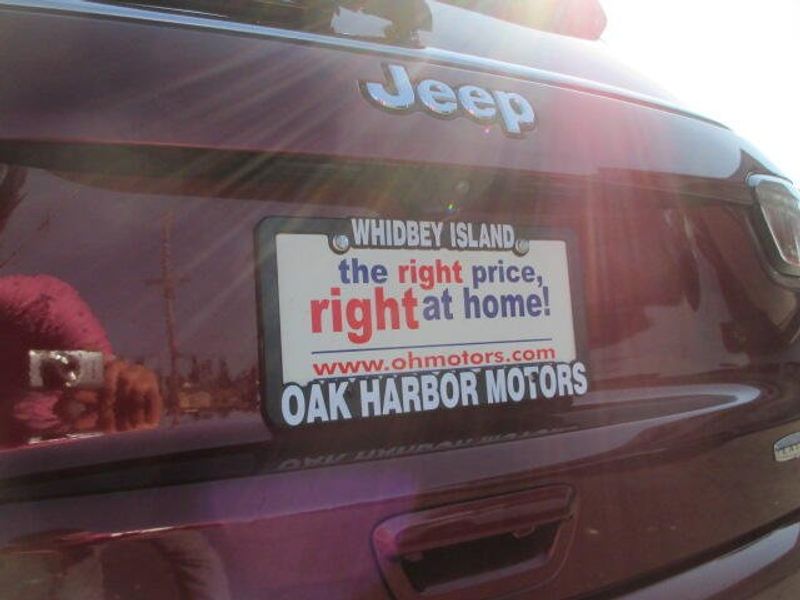 Jeep
WHIDBEY ISLAND
the right price,
right at home!
www.ohmotors.com
OAK HARBOR MOTORS